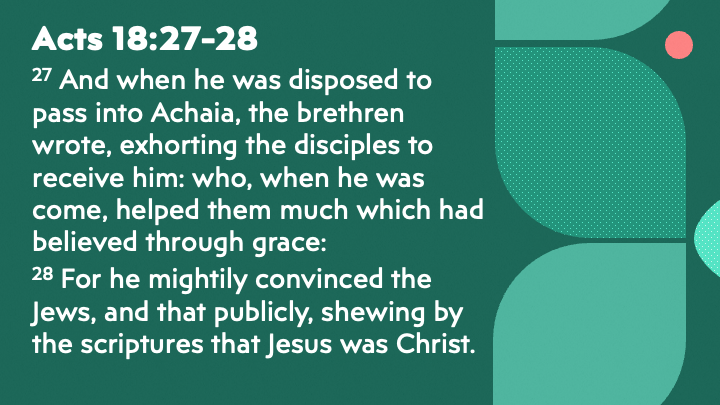 Acts 18:27-28
27 And when he was disposed to
pass into Achaia, the brethren
wrote, exhorting the disciples to
receive him: who, when he was
come, helped them much which had
believed through grace:
28 For he mightily convinced the
Jews, and that publicly, shewing by
the scriptures that Jesus was Christ.